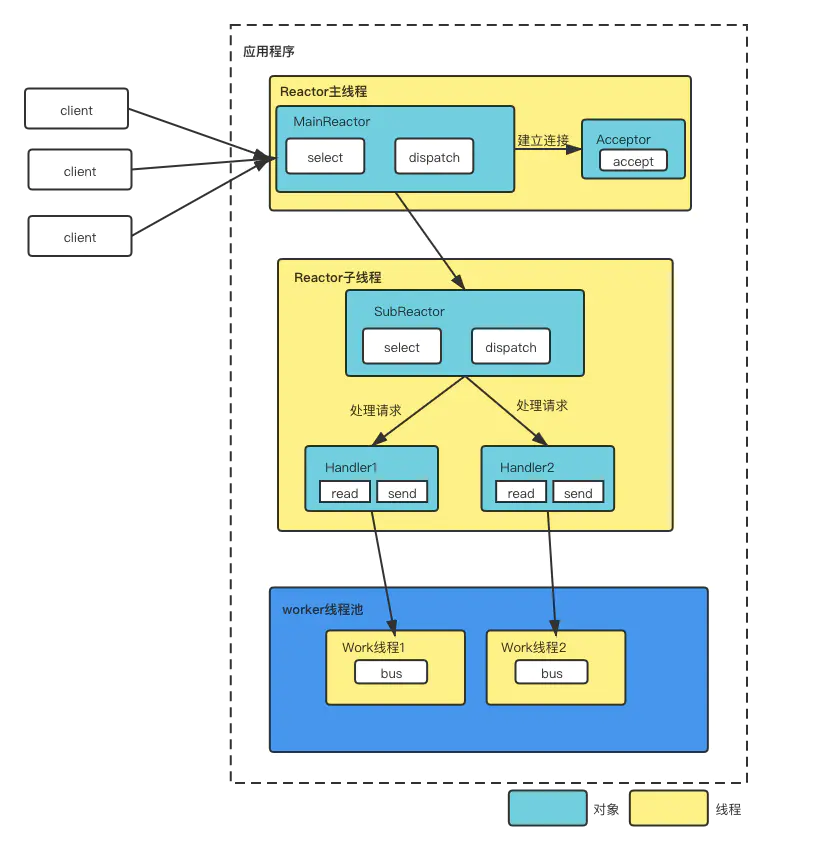 应用程序
Reactor主线程
client
MainReactor
select
dispatch
建立连接
Acceptor
accept
client
client
Reactor子线程
SubReactor
select
dispatch
处理请求
处理请求
Handler1
read
send
Handler2
read
send
worker线程池
Work线程1
bus
Work线程2
bus
对象
线程